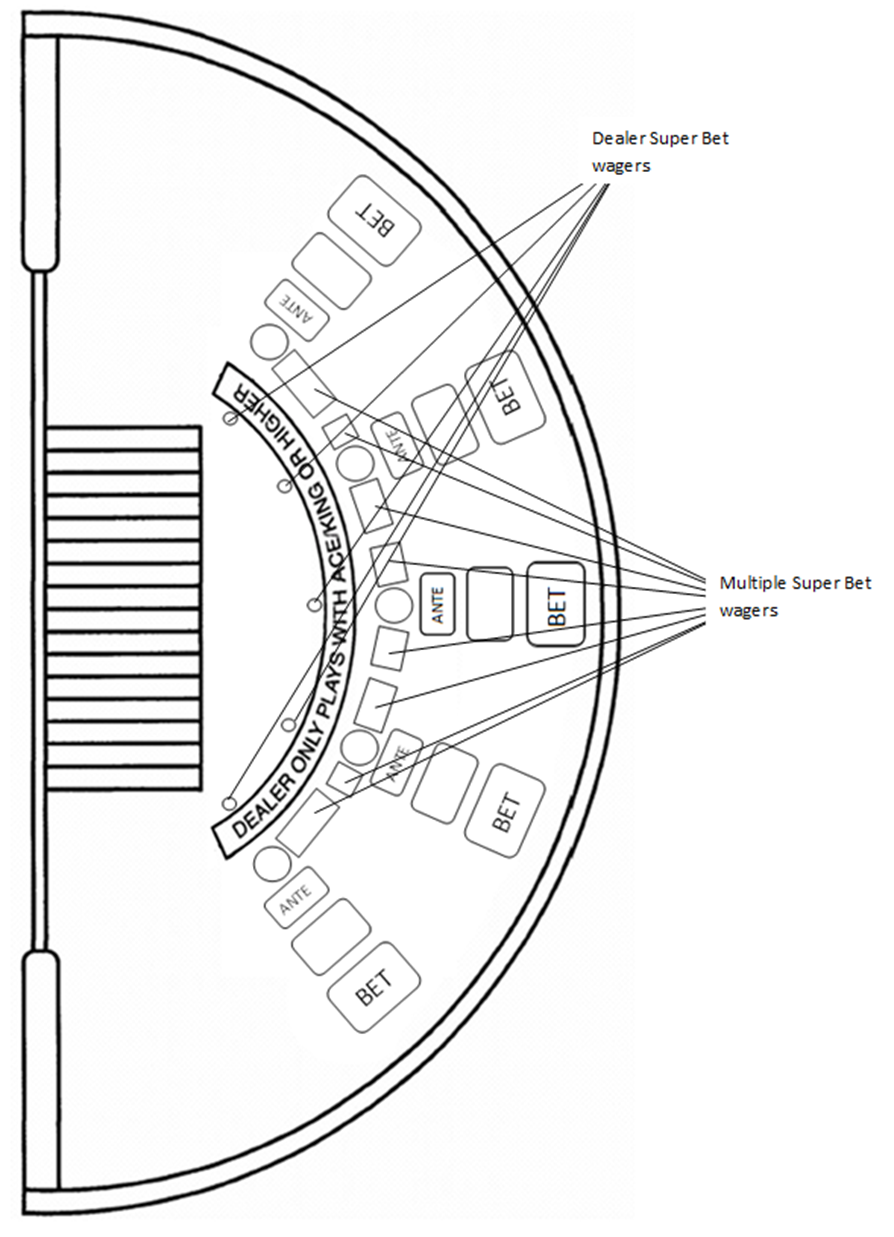 Dealer Super Bet
wagers
BET
ANTE
BET
ANTE
DEALER ONLY PLAYS WITH ACE/KING OR HIGHER
ANTE
BET
Multiple Super Bet
wagers
ANTE
BET
ANTE
BET